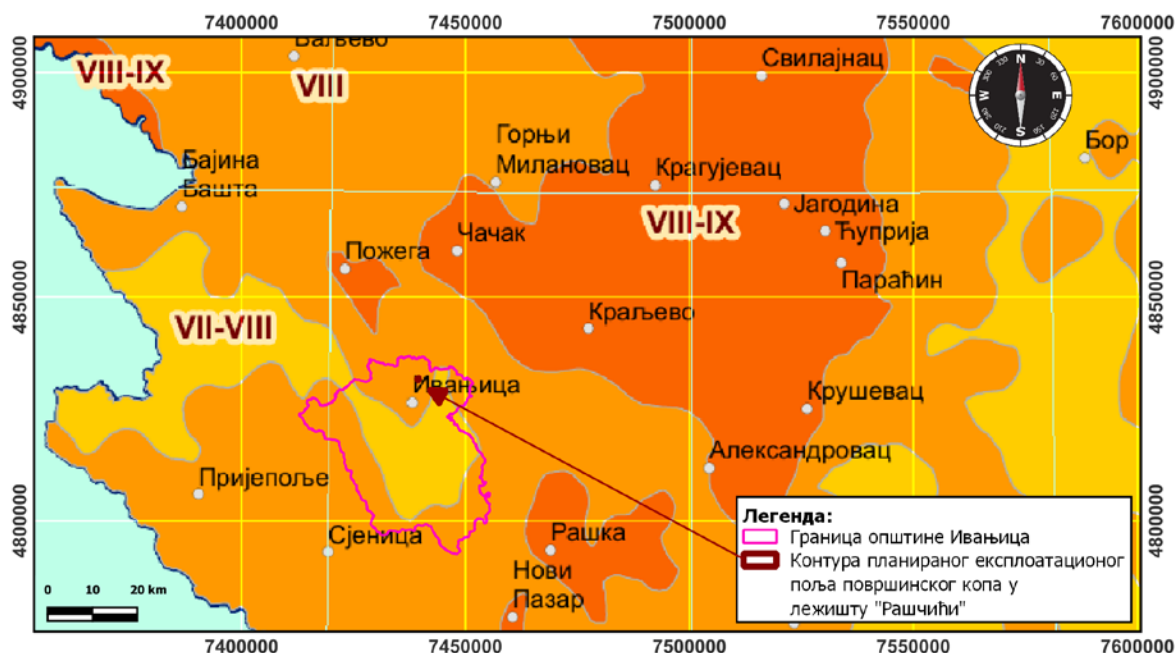 7400000 7450000 7500000 7550000 7600000
4900000
4850000
4800000
4900000
4850000
4800000
Ваљево
VIII-IX
VIII
Свилајнац
N
E
S
W
Бајина
Башта
Горњи
Милановац
Крагујевац
Бор
VIII-IX
Јагодина
Ћуприја
Параћин
Пожега
Чачак
VII-VIII
Краљево
Ивањица
Крушевац
Александровац
Пријепоље
Сјеница
Рашка
Нови
Пазар
Легенда:
Граница општине Ивањица
Контура планираног експлоатационог
поља површинског копа у
лежишту "Рашчићи"
0 10 20 km
7400000 7450000 7500000 7550000 7600000